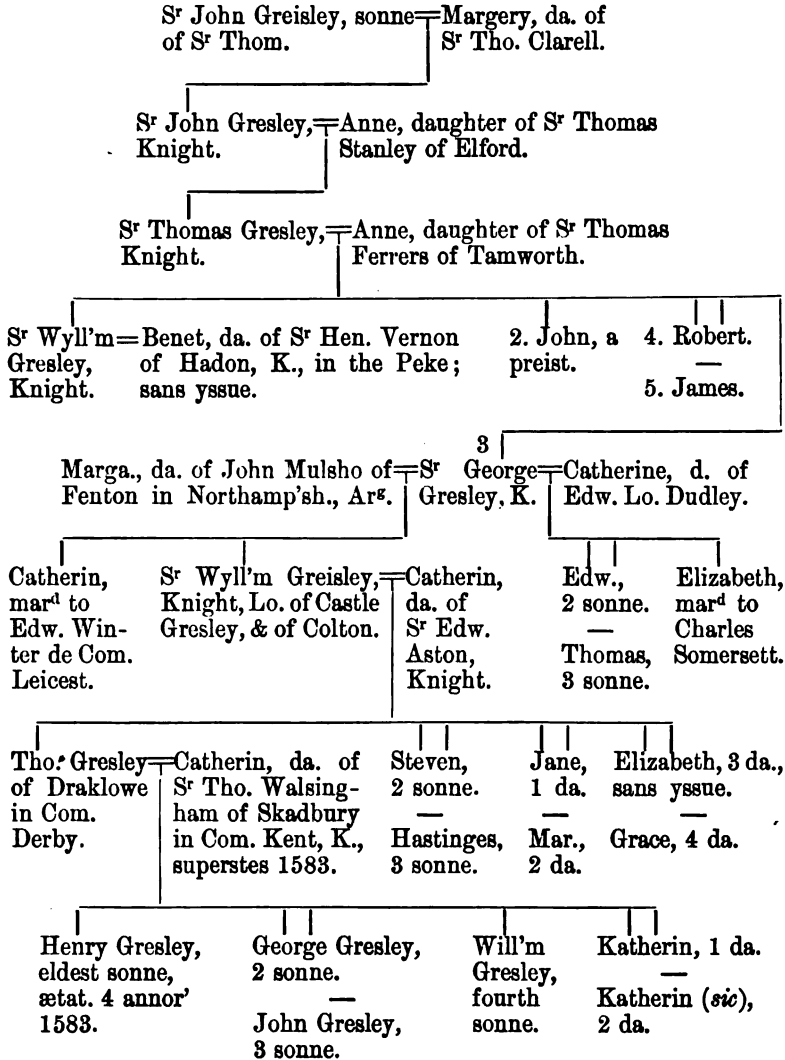 Sʳ John Greisley, sonne of Sʳ Thom.
Margery, da. of Sʳ Tho. Clarell.
Sʳ John Gresley, Knight.
Anne, daughter of Sʳ Thomas Stanley of Elford.
Sʳ Thomas Gresley, Knight.
Anne, daughter of Sʳ Thomas Ferrers of Tamworth.
Sʳ Wyll'm Gresley, Knight.
Benet, da. of Sʳ Hen. Vernon of Hadon, K., in the Peke; sans yssue.
2. John, a preist.
4. Robert.
—
5. James.
3
Marga., da. of John Mulsho of Fenton in Northamp'sh., Arᵍ.
Sʳ George Gresley, K.
Catherine, d. of Edw. Lo. Dudley.
Catherin, marᵈ to Edw. Winter de Com. Leicest.
Sʳ Wyll'm Greisley, Knight, Lo. of Castle Gresley, & of Colton.
Catherin, da. of Sʳ Edw. Aston, Knight.
Edw., 2 sonne.
—
Thomas, 3 sonne.
Elizabeth, marᵈ to Charles Somersett.
Tho. Gresley of Draklowe in Com. Derby.
Catherin, da. of Sʳ Tho. Walsingham of Skadbury in Com. Kent, K., superstes 1583.
Steven, 2 sonne.
—
Hastinges, 3 sonne.
Jane, 1 da.
—
Mar., 2 da.
Elizabeth, 3 da., sans yssue.
—
Grace, 4 da.
Henry Gresley, eldest sonne, ætat. 4 annor' 1583.
George Gresley, 2 sonne.
—
John Gresley, 3 sonne.
Will'm Gresley, fourth sonne.
Katherin, 1 da.
—
Katherin (sic), 2 da.